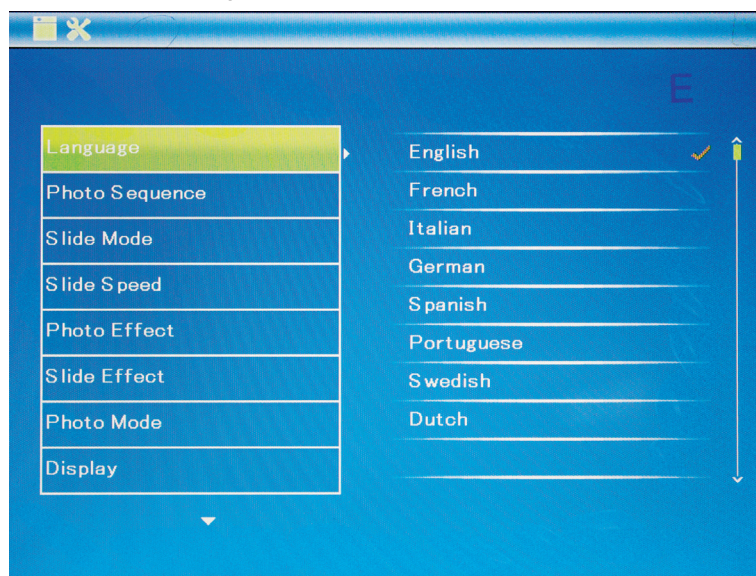 E
Language
Photo Sequence
Slide Mode
Slide Speed
Photo Effect
Slide Effect
Photo Mode
Display
English
French
Italian
German
Spanish
Portuguese
Swedish
Dutch